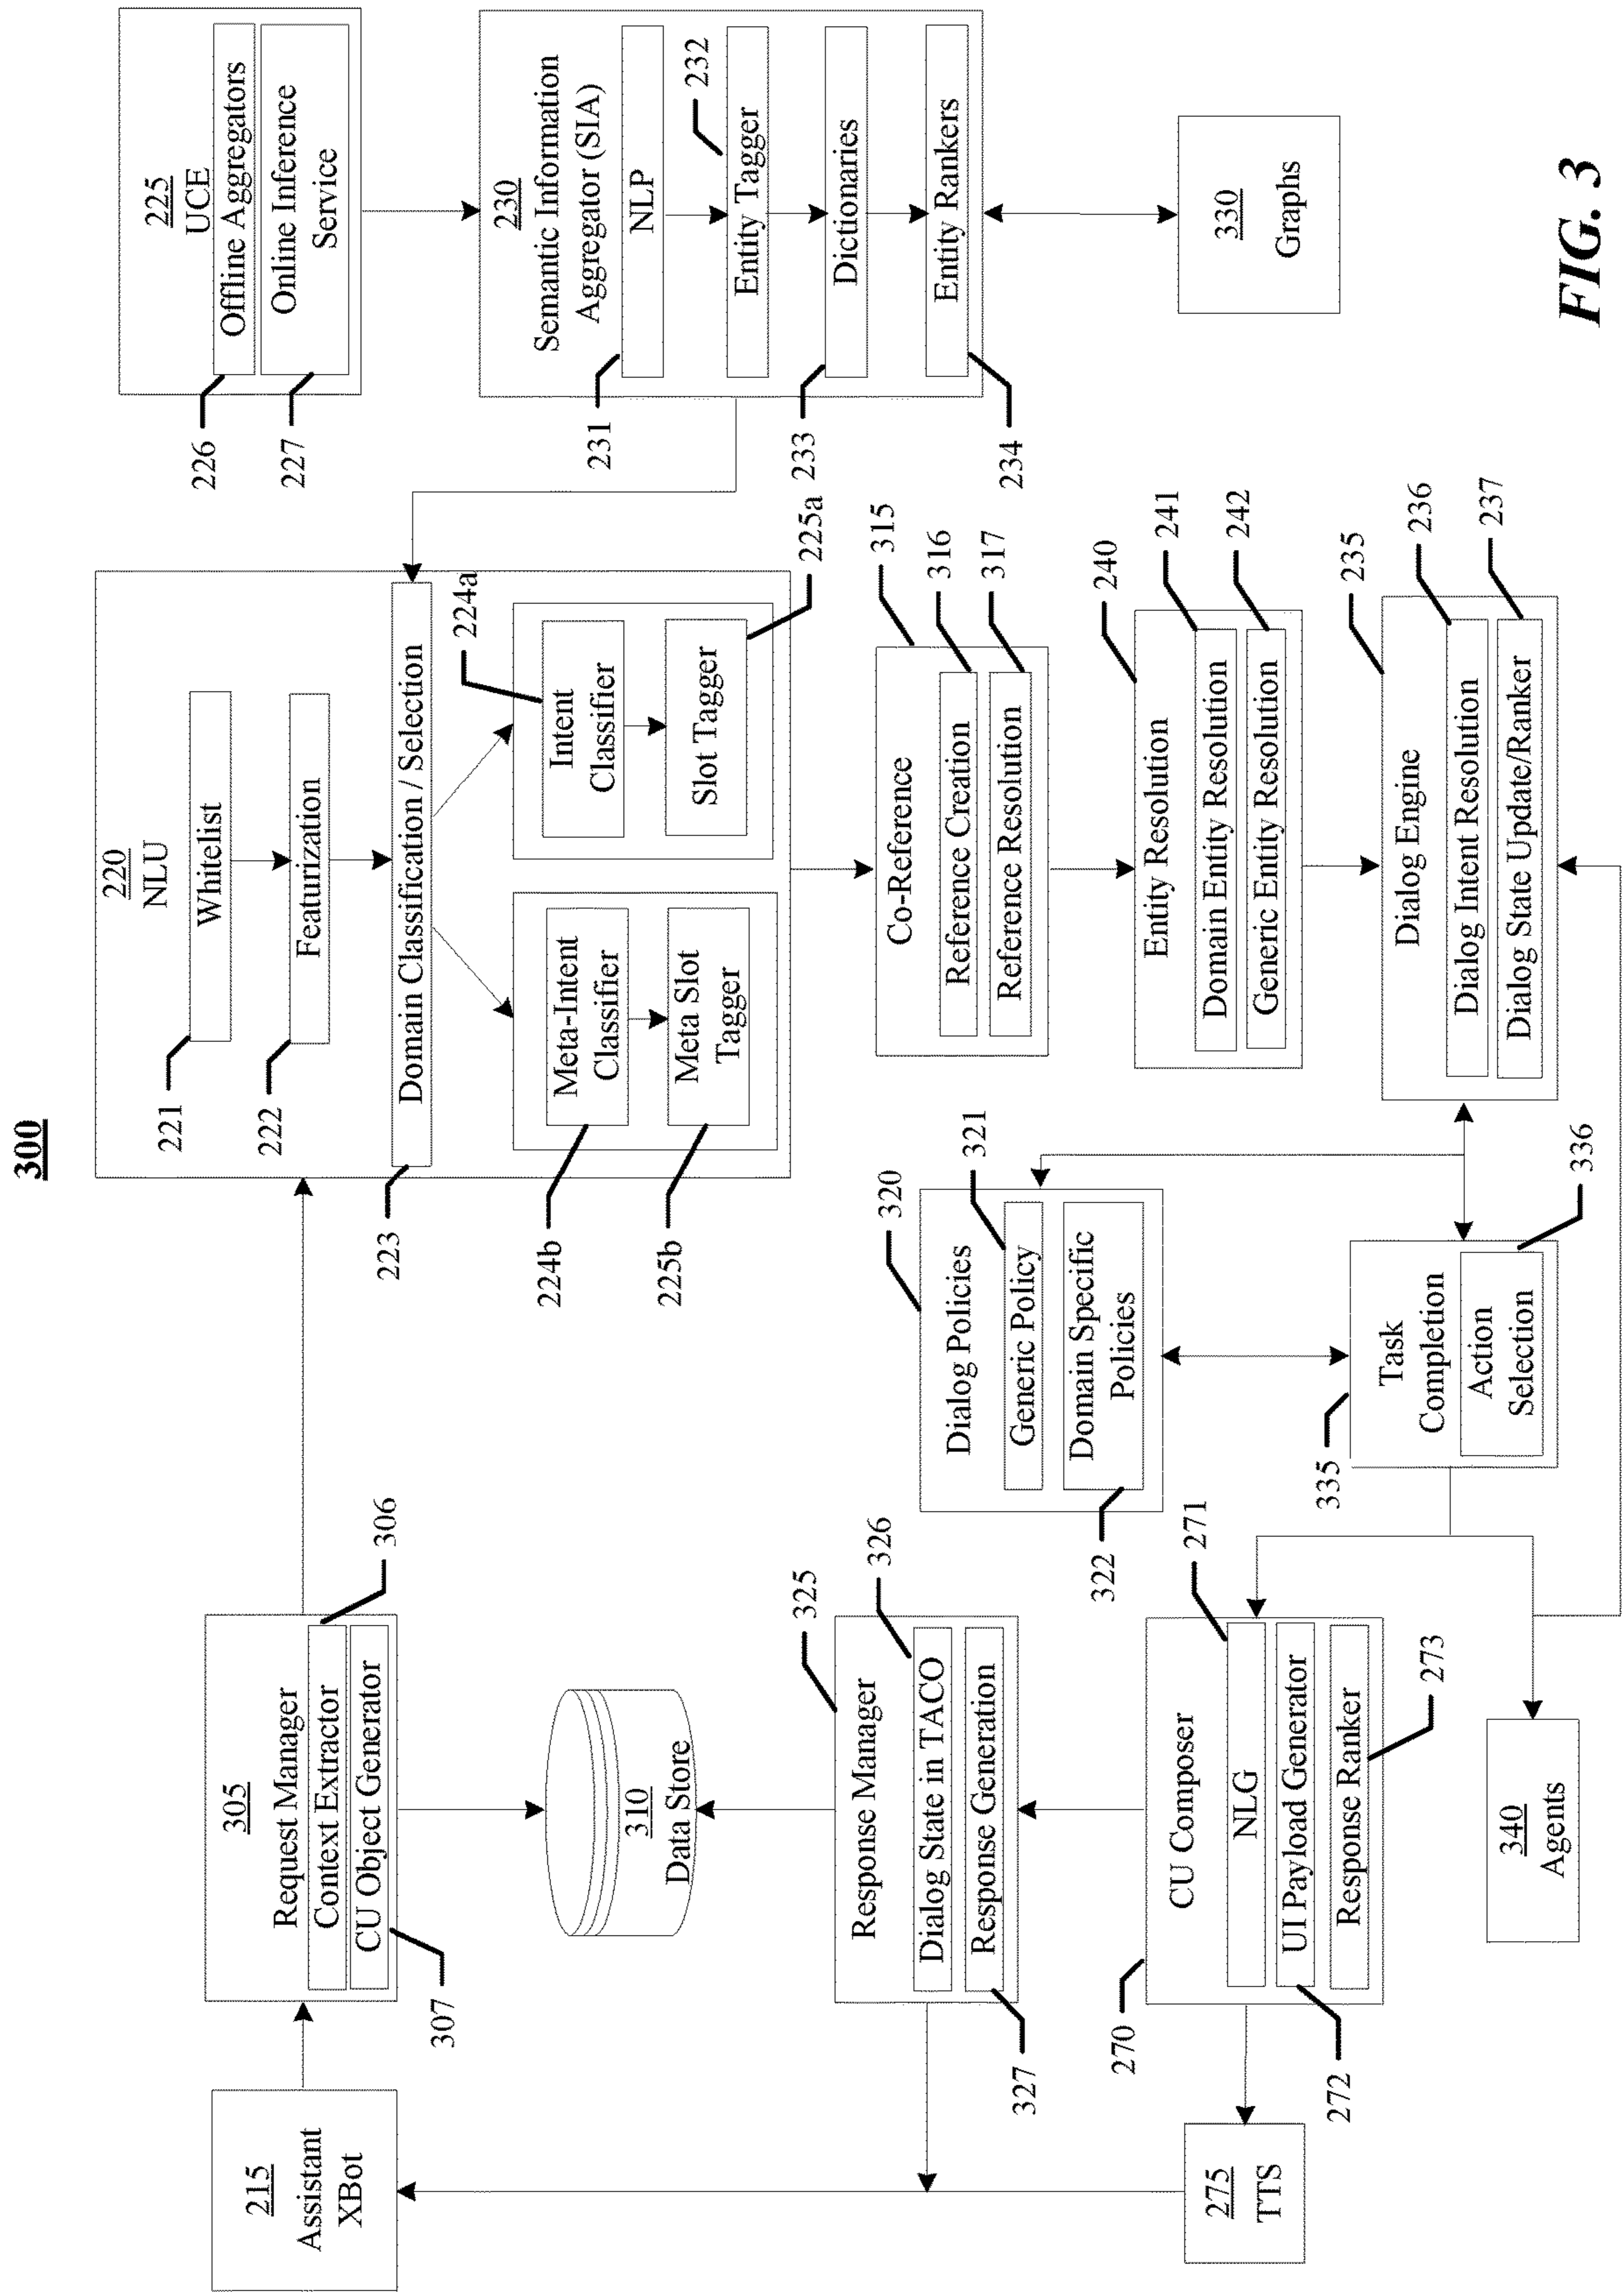 300
215
Assistant
XBot
305
Request Manager
Context Extractor
CU Object Generator
306
307
310
Data Store
325
Response Manager
Dialog State in TACO
326
Response Generation
327
270
CU Composer
NLG
271
UI Payload Generator
272
Response Ranker
273
275
TTS
220
NLU
Whitelist
221
Featurization
222
Domain Classification / Selection
223
Meta-Intent
Classifier
224b
Meta Slot
Tagger
225b
Intent
Classifier
224a
Slot Tagger
225a
225
UCE
Offline Aggregators
226
Online Inference
Service
227
230
Semantic Information
Aggregator (SIA)
NLP
231
Entity Tagger
232
Dictionaries
233
Entity Rankers
234
330
Graphs
315
Co-Reference
Reference Creation
316
Reference Resolution
317
240
Entity Resolution
Domain Entity Resolution
241
Generic Entity Resolution
242
235
Dialog Engine
Dialog Intent Resolution
236
Dialog State Update/Ranker
237
320
Dialog Policies
Generic Policy
321
Domain Specific
Policies
322
335
Task
Completion
Action
Selection
336
340
Agents
FIG. 3